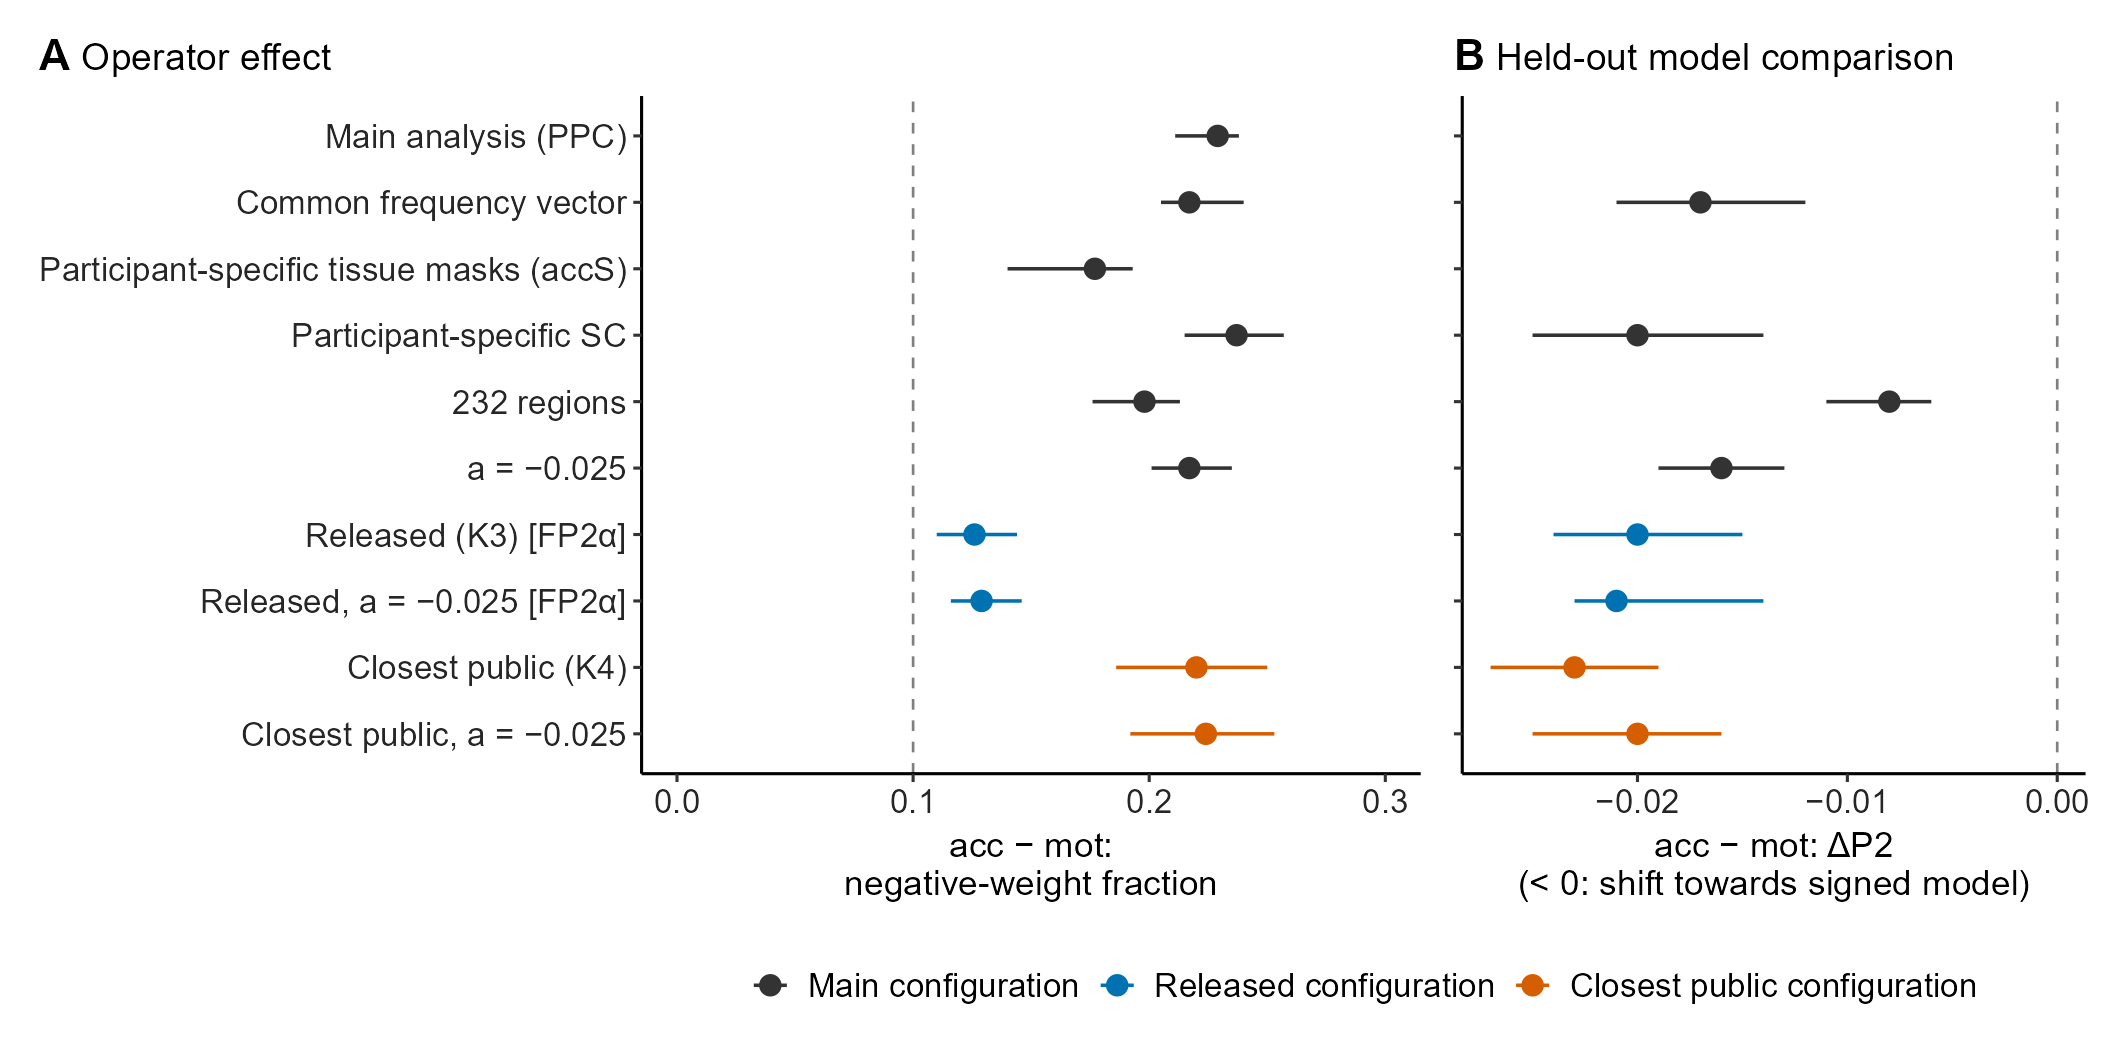 A Operator effect
B Held-out model comparison
Main analysis (PPC)
Common frequency vector
Participant-specific tissue masks (accS)
Participant-specific SC
232 regions
a = −0.025
Released (K3) [FP2α]
Released, a = −0.025 [FP2α]
Closest public (K4)
Closest public, a = −0.025
0.0 0.1 0.2 0.3
acc − mot:
negative-weight fraction
−0.02 −0.01 0.00
acc − mot: ΔP2
(< 0: shift towards signed model)
Main configuration Released configuration Closest public configuration